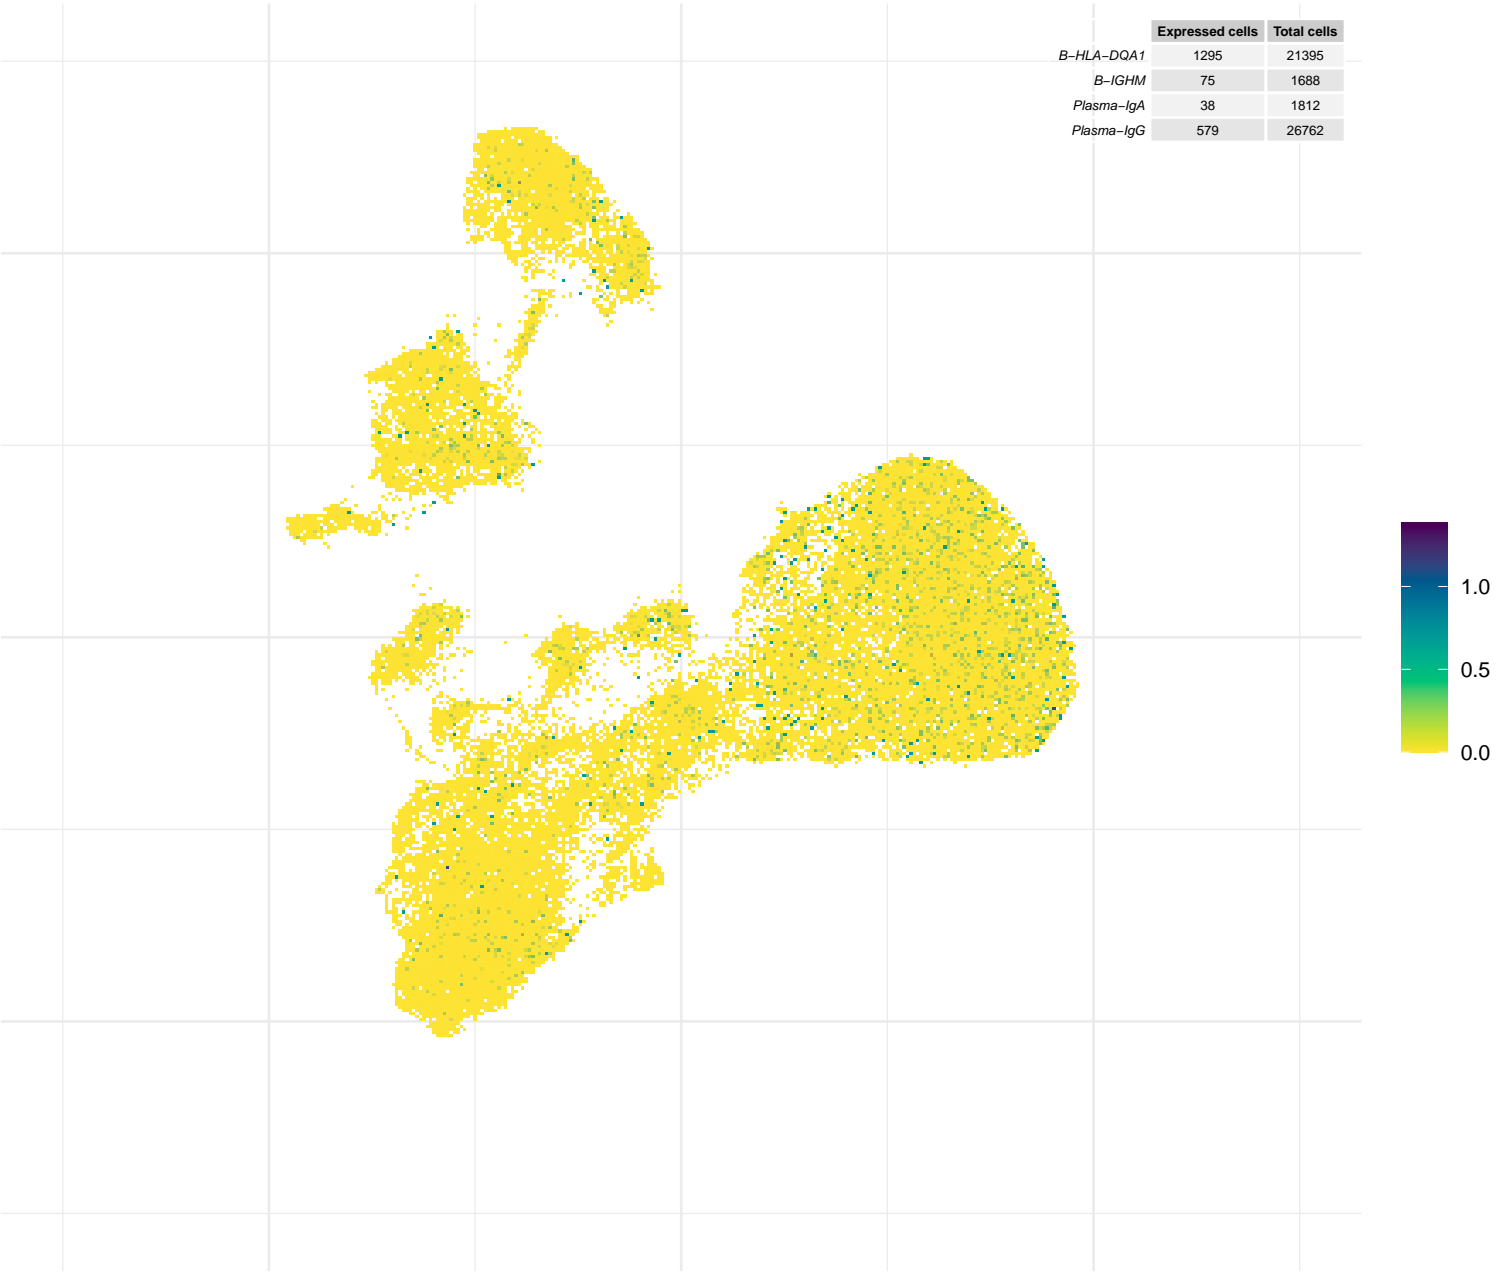 Expressed cells Total cells
B−HLA−DQA1 1295 21395
B−IGHM 75 1688
Plasma−IgA 38 1812
Plasma−IgG 579 26762
1.0
0.5
0.0